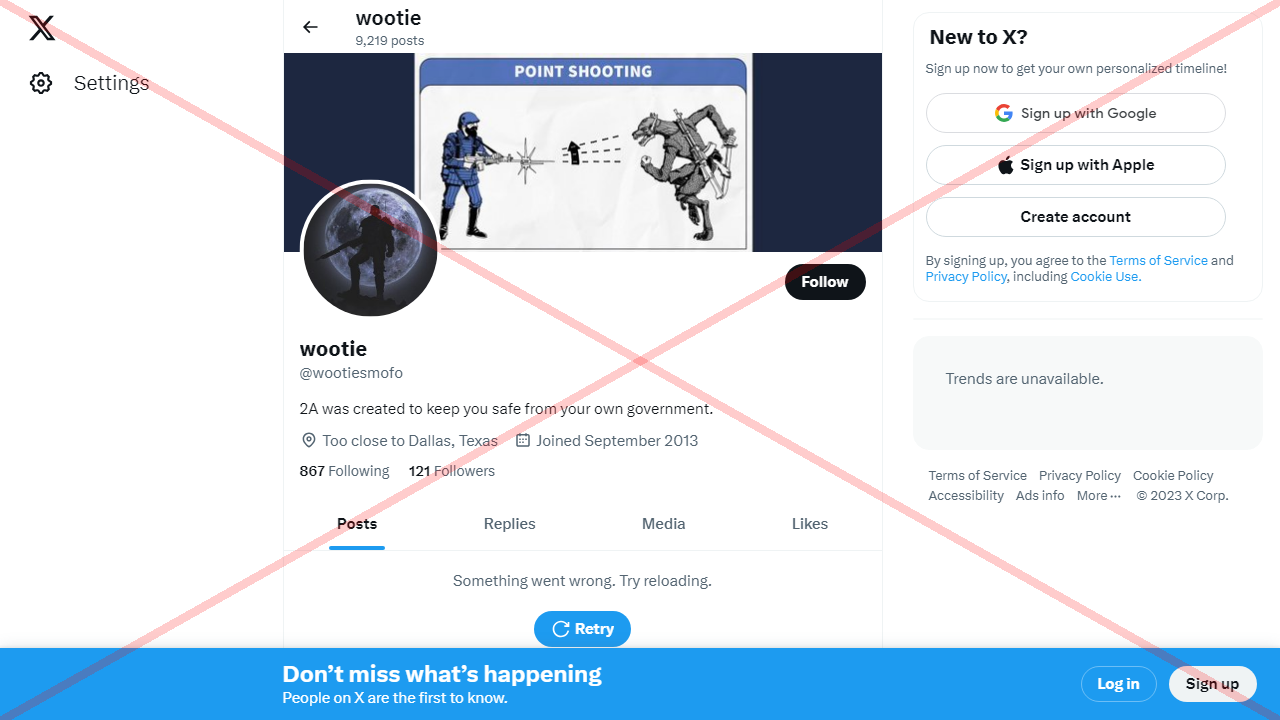 Settings
wootie
9,219 posts
POINT SHOOTING
Follow
wootie
@wootiesmofo
2A was created to keep you safe from your own government.
Too close to Dallas, Texas Joined September 2013
867 Following 121 Followers
Posts Replies Media Likes
Something went wrong. Try reloading.
Retry
New to X?
Sign up now to get your own personalized timeline!
Sign up with Google
Sign up with Apple
Create account
By signing up, you agree to the Terms of Service and
Privacy Policy, including Cookie Use.
Trends are unavailable.
Terms of Service Privacy Policy Cookie Policy
Accessibility Ads info More ··· © 2023 X Corp.
Don’t miss what’s happening
People on X are the first to know.
Log in Sign up